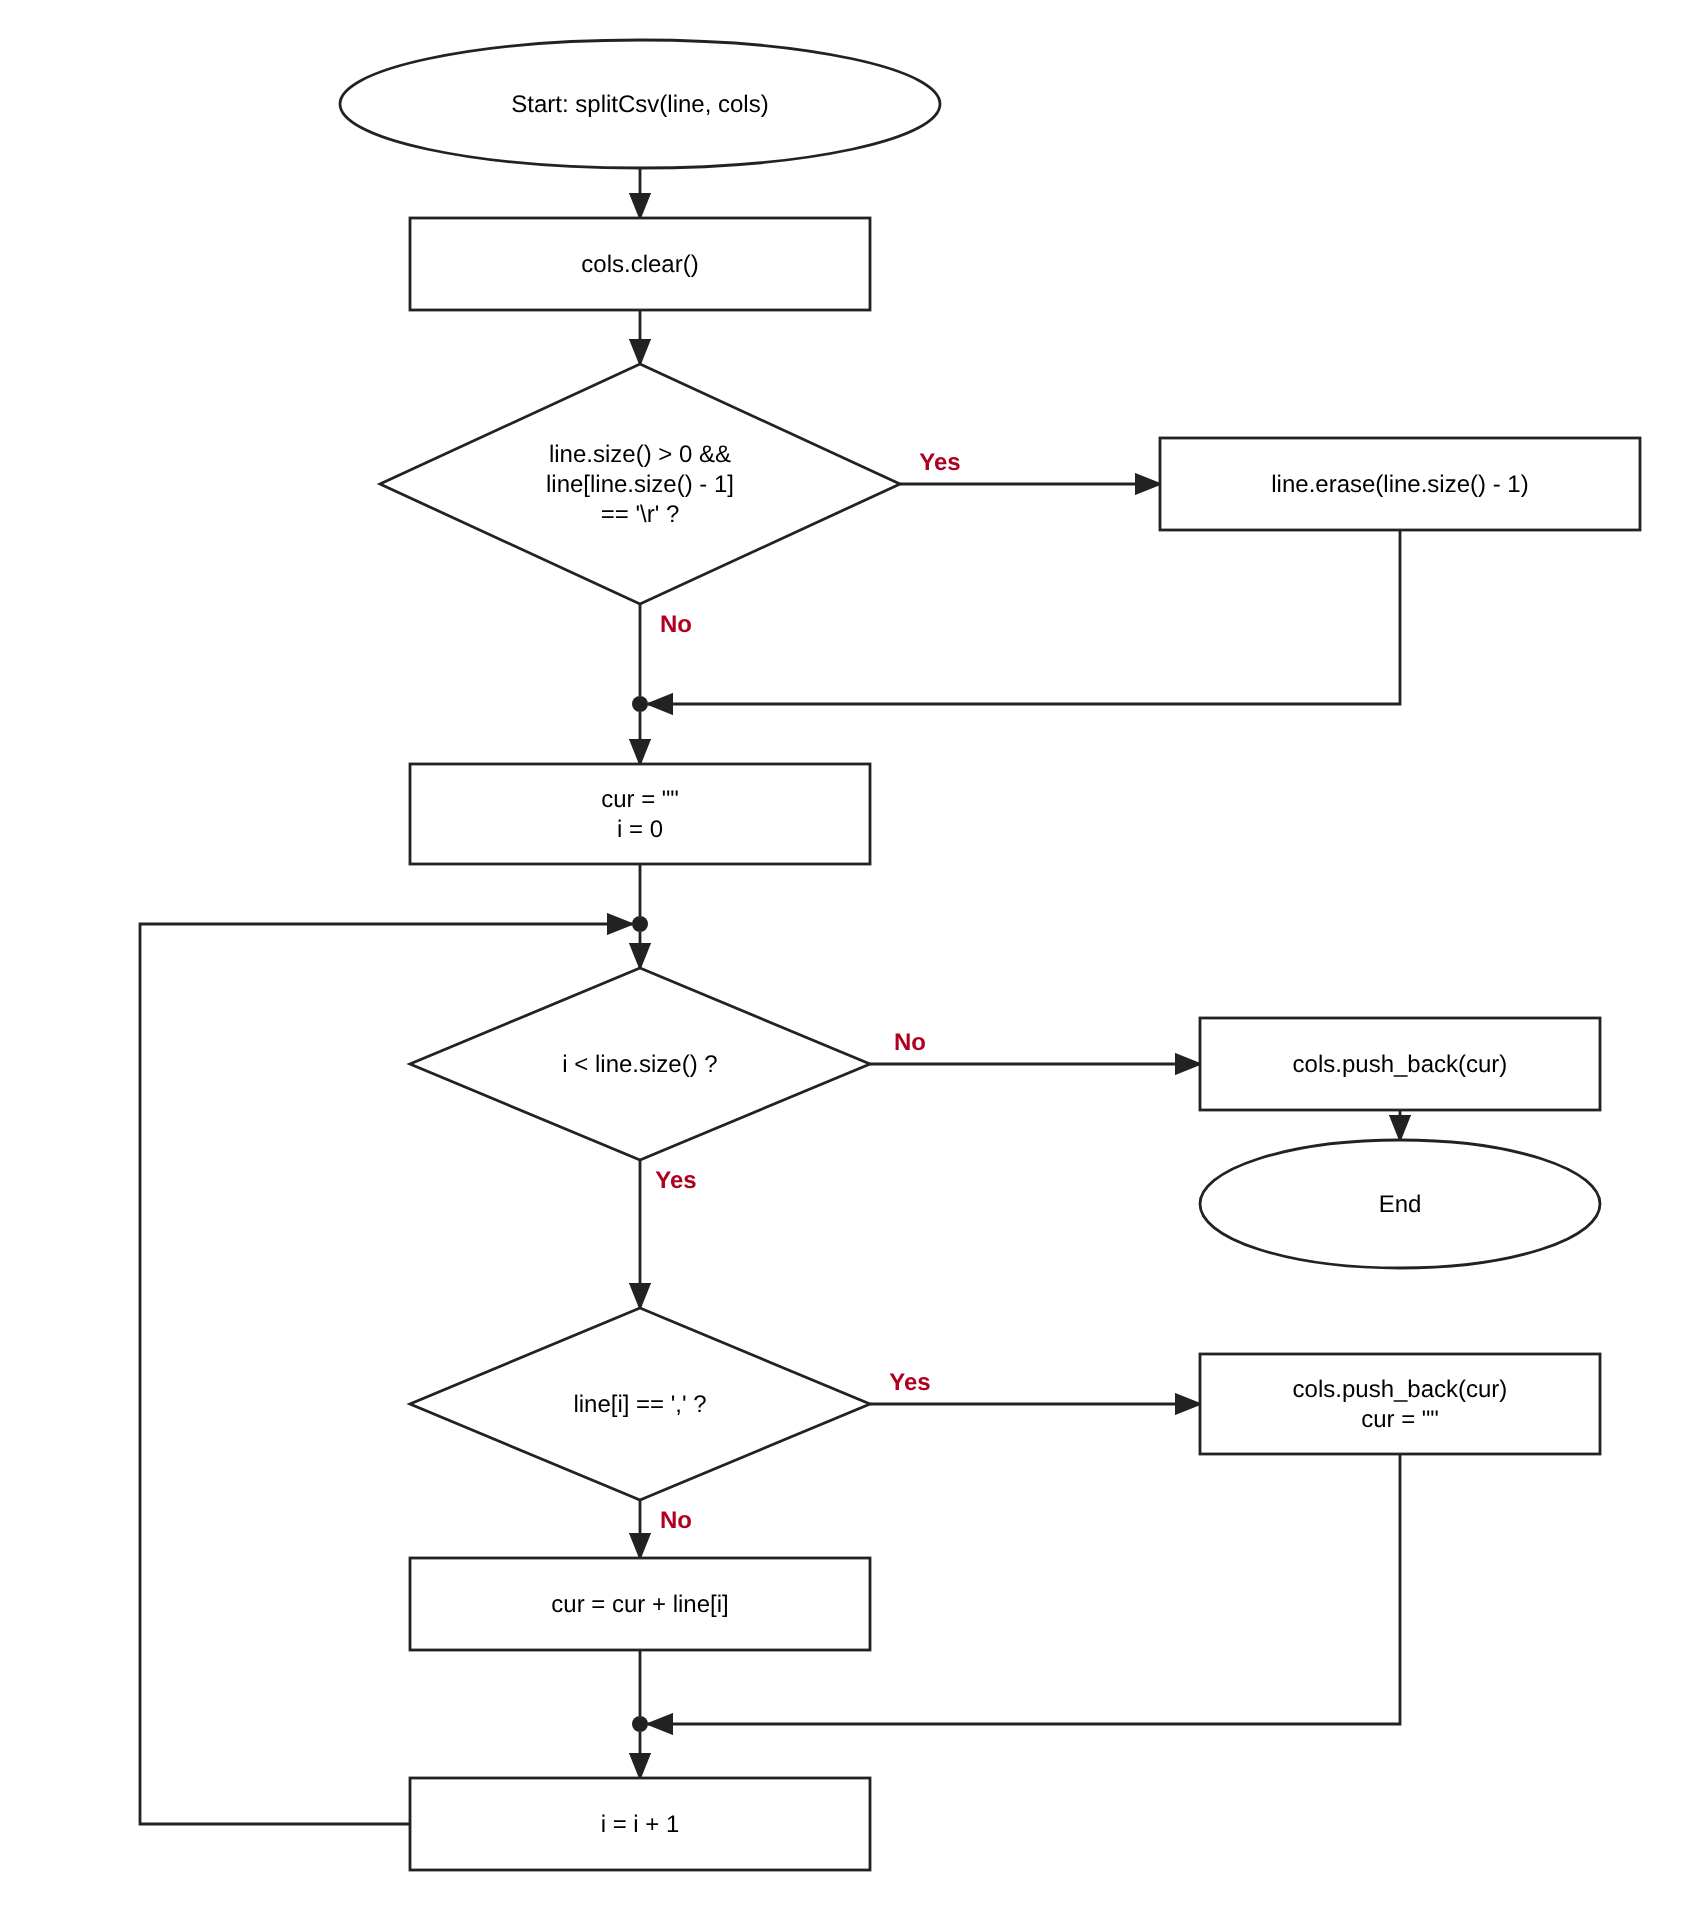 Start: splitCsv(line, cols)
cols.clear()
line.size() > 0 &&
line[line.size() - 1]
== '\r' ?
Yes
line.erase(line.size() - 1)
No
cur = ""
i = 0
i < line.size() ?
No
cols.push_back(cur)
Yes
End
line[i] == ',' ?
Yes
cols.push_back(cur)
cur = ""
No
cur = cur + line[i]
i = i + 1